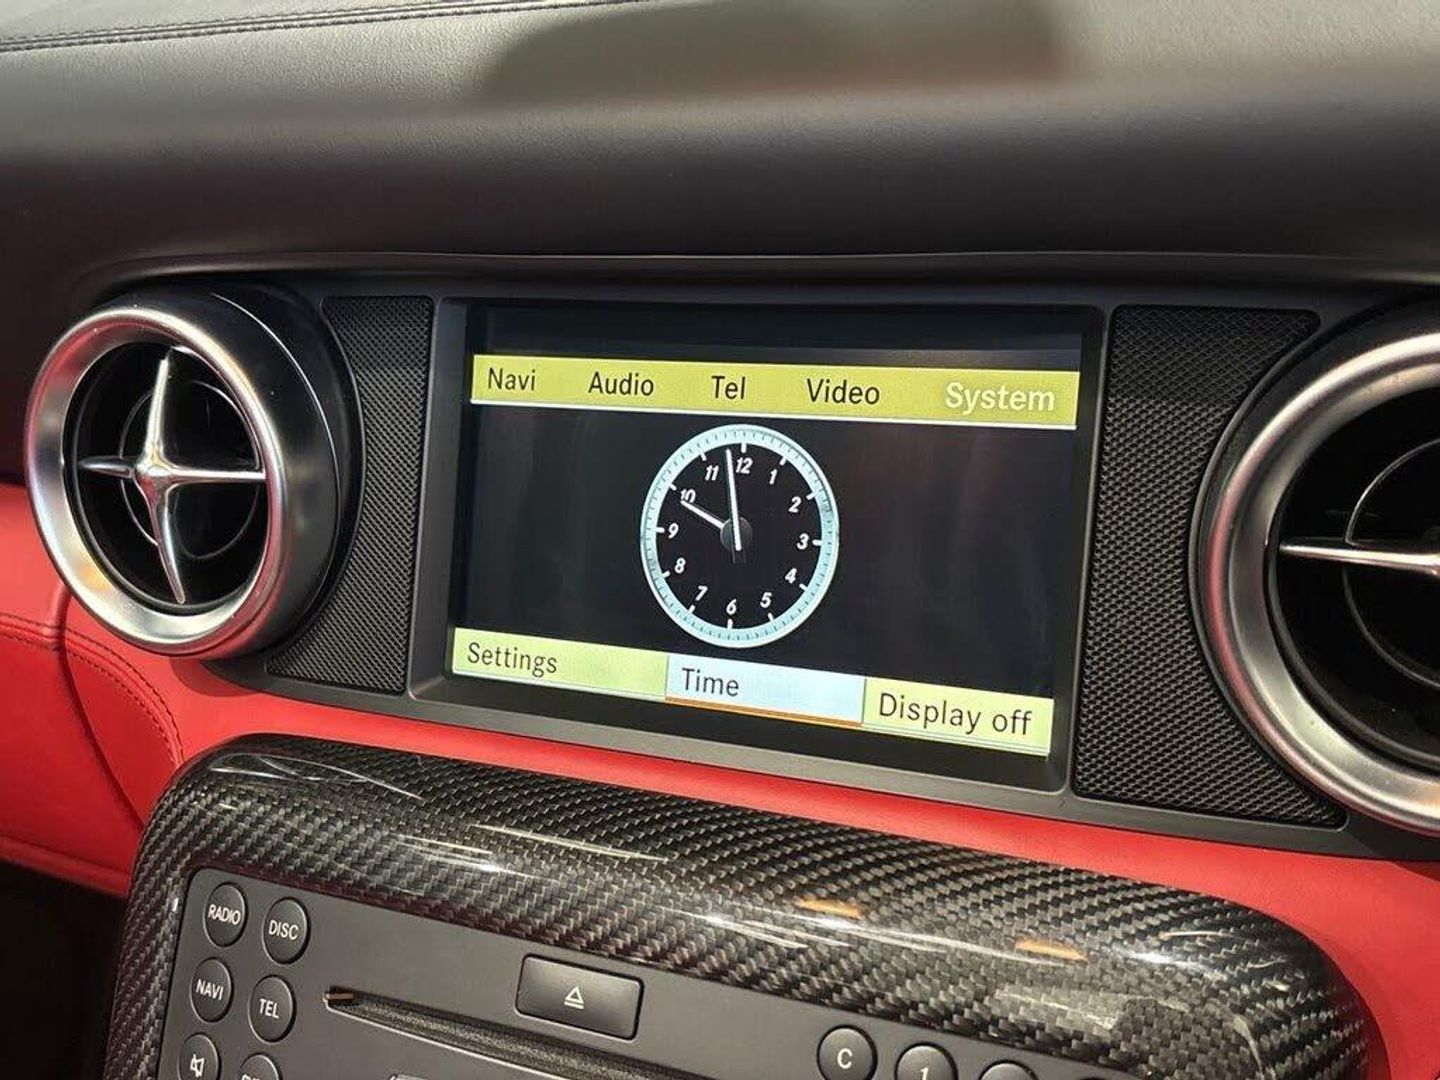 Navi Audio Tel Video System
12
11 1
10 2
9 3
8 4
7 6 5
Settings Time Display off
RADIO DISC
NAVI TEL
C 1